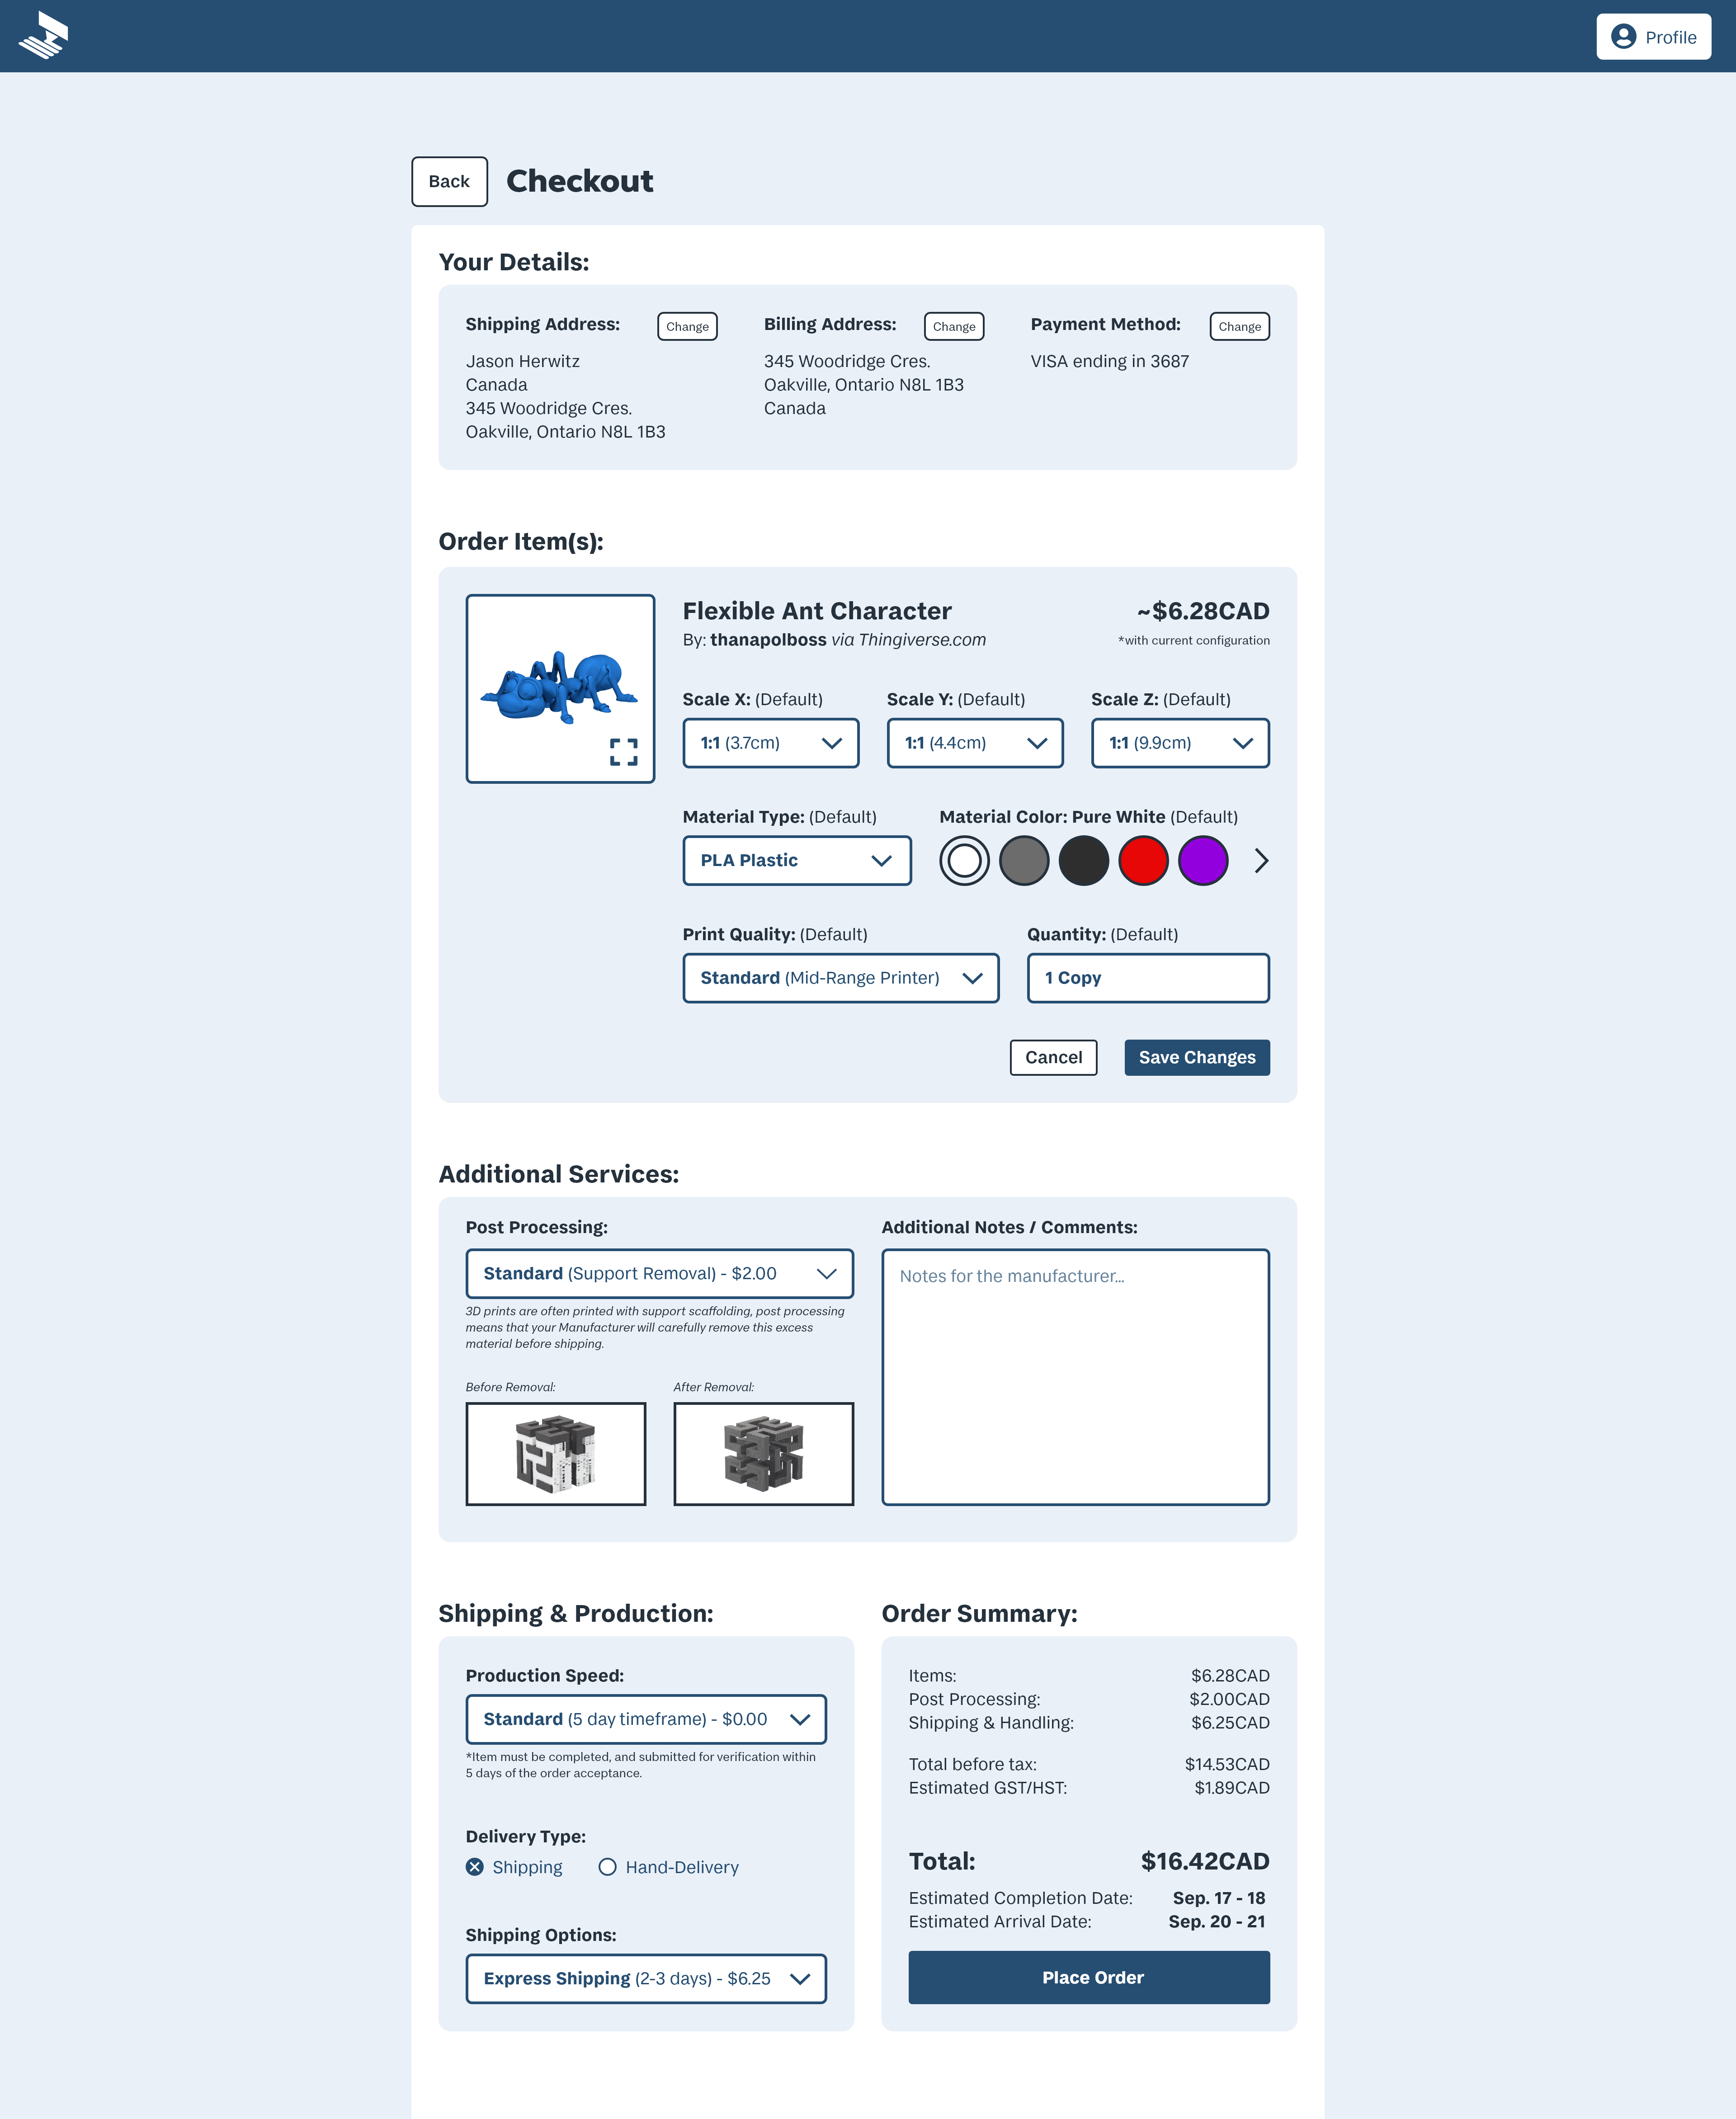 Profile
Back
Checkout
Your Details:
Shipping Address:
Change
Jason Herwitz
Canada
345 Woodridge Cres.
Oakville, Ontario N8L 1B3
Billing Address:
Change
345 Woodridge Cres.
Oakville, Ontario N8L 1B3
Canada
Payment Method:
Change
VISA ending in 3687
Order Item(s):
Flexible Ant Character
By: thanapolboss via Thingiverse.com
~$6.28CAD
*with current configuration
Scale X: (Default)
1:1 (3.7cm)
Scale Y: (Default)
1:1 (4.4cm)
Scale Z: (Default)
1:1 (9.9cm)
Material Type: (Default)
PLA Plastic
Material Color: Pure White (Default)
Print Quality: (Default)
Standard (Mid-Range Printer)
Quantity: (Default)
1 Copy
Cancel
Save Changes
Additional Services:
Post Processing:
Standard (Support Removal) - $2.00
3D prints are often printed with support scaffolding, post processing
means that your Manufacturer will carefully remove this excess
material before shipping.
Before Removal:
After Removal:
Additional Notes / Comments:
Notes for the manufacturer...
Shipping & Production:
Production Speed:
Standard (5 day timeframe) - $0.00
*Item must be completed, and submitted for verification within
5 days of the order acceptance.
Delivery Type:
Shipping
Hand-Delivery
Shipping Options:
Express Shipping (2-3 days) - $6.25
Order Summary:
Items: $6.28CAD
Post Processing: $2.00CAD
Shipping & Handling: $6.25CAD
Total before tax: $14.53CAD
Estimated GST/HST: $1.89CAD
Total: $16.42CAD
Estimated Completion Date: Sep. 17 - 18
Estimated Arrival Date: Sep. 20 - 21
Place Order